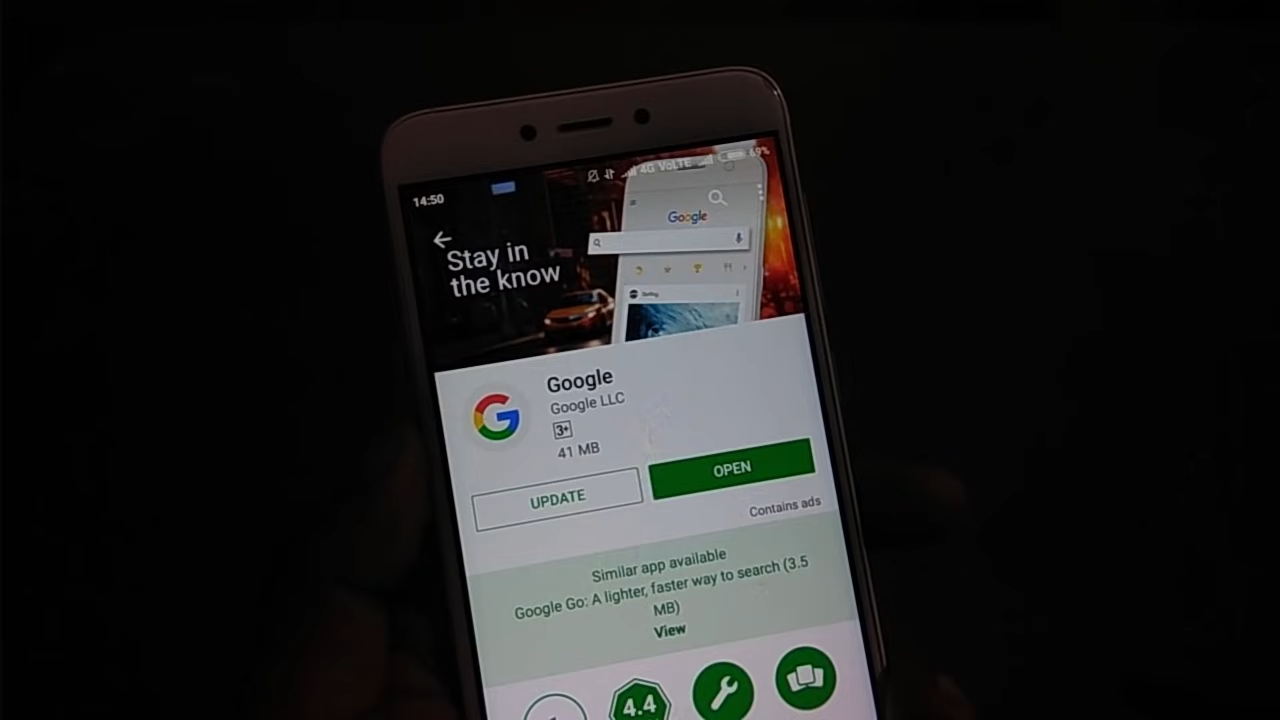 14:50
4G VoLTE
69%
Google
Stay in
the know
Google
Google LLC
3+
41 MB
UPDATE
OPEN
Contains ads
Similar app available
Google Go: A lighter, faster way to search (3.5
MB)
View
4.4